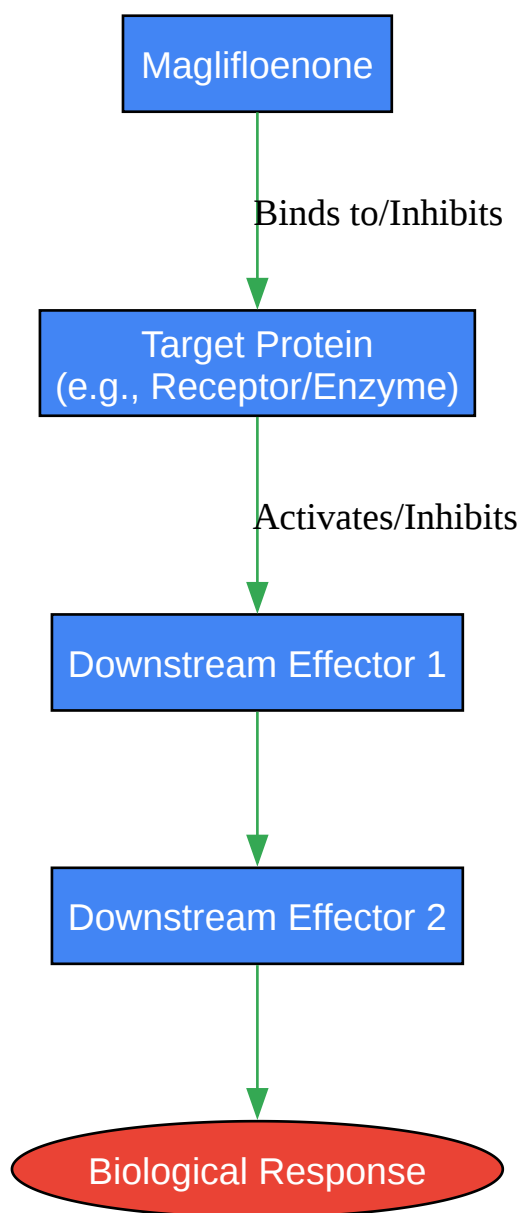 Maglifloenone
Binds to/Inhibits
Target Protein
(e.g., Receptor/Enzyme)
Activates/Inhibits
Downstream Effector 1
Downstream Effector 2
Biological Response